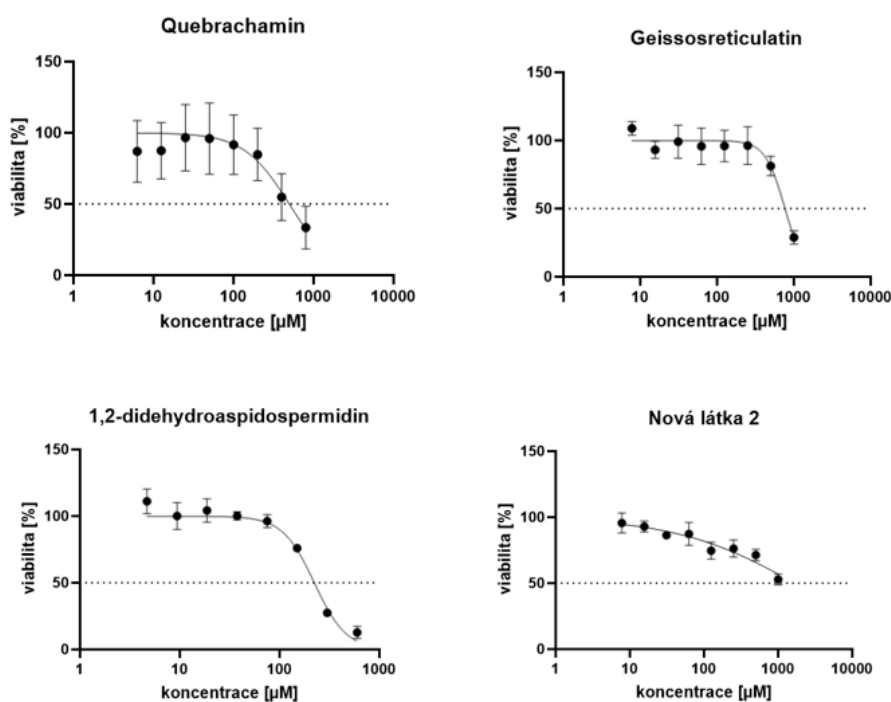 Quebrachamin
150
100
50
0
viabilita [%]
1
10
100
1000
10000
koncentrace [µM]
Geissosreticulatin
150
100
50
0
viabilita [%]
1
10
100
1000
10000
koncentrace [µM]
1,2-didehydroaspidospermidin
150
100
50
0
viabilita [%]
1
10
100
1000
koncentrace [µM]
Nová látka 2
150
100
50
0
viabilita [%]
1
10
100
1000
10000
koncentrace [µM]